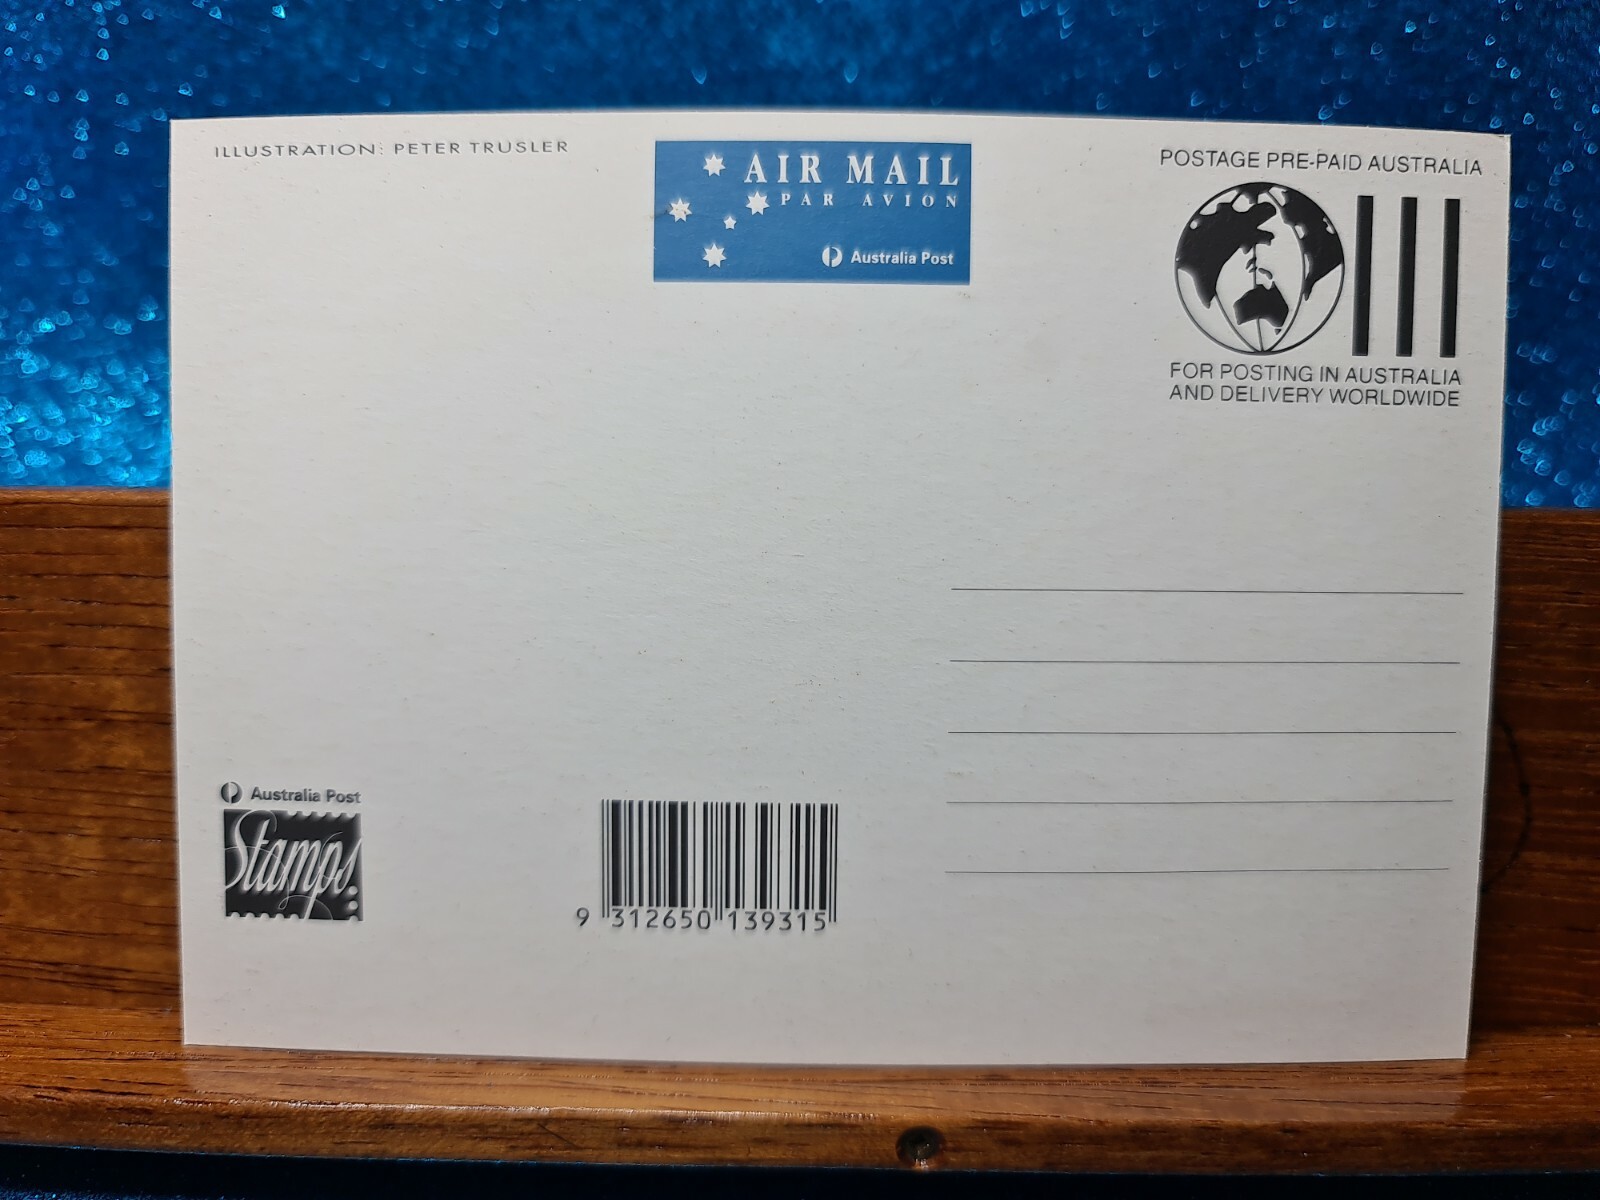 ILLUSTRATION: PETER TRUSLER
AIR MAIL
PAR AVION
Australia Post
POSTAGE PRE-PAID AUSTRALIA
FOR POSTING IN AUSTRALIA
AND DELIVERY WORLDWIDE
Australia Post
Stamps
9 312650 139315